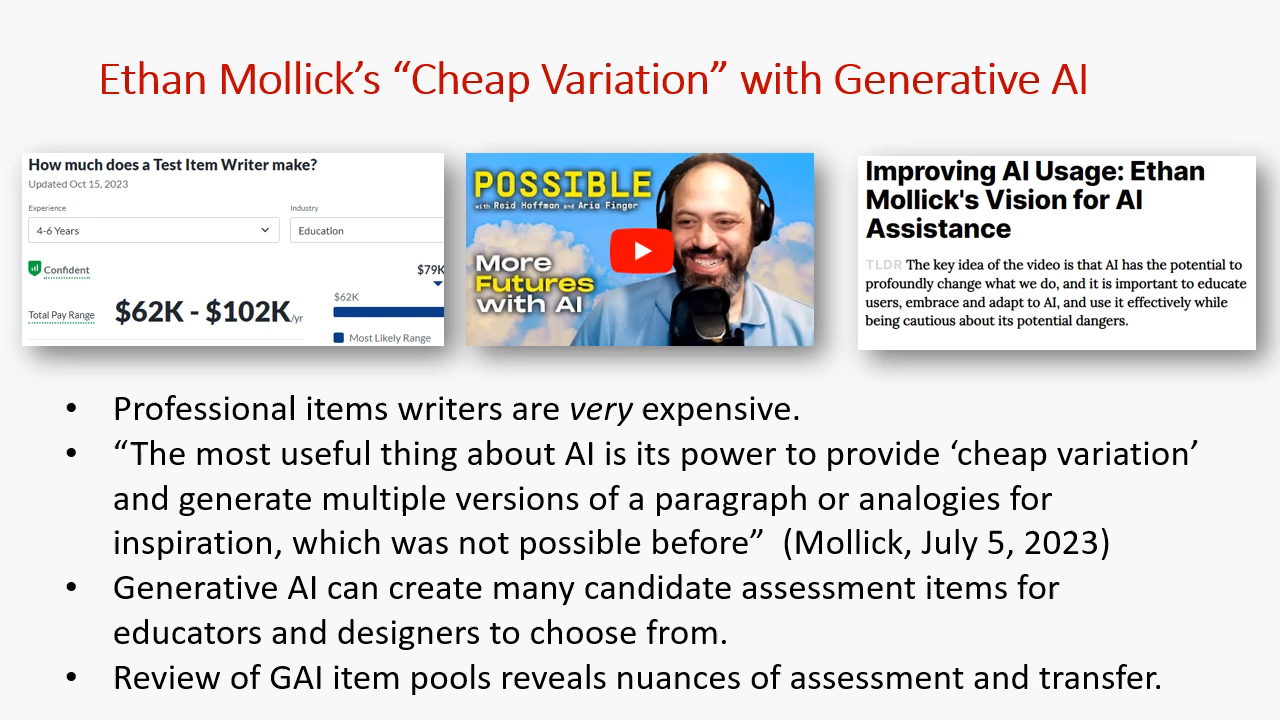 Ethan Mollick’s “Cheap Variation” with Generative AI
How much does a Test Item Writer make?
Updated Oct 15, 2023
Experience
Industry
4-6 Years
Education
Confident
$79K
$62K
Total Pay Range
$62K - $102K/yr
Most Likely Range
POSSIBLE
with Reid Hoffman and Aria Finger
More
Futures
with AI
Improving AI Usage: Ethan
Mollick's Vision for AI
Assistance
TLDR The key idea of the video is that AI has the potential to
profoundly change what we do, and it is important to educate
users, embrace and adapt to AI, and use it effectively while
being cautious about its potential dangers.
• Professional items writers are very expensive.
• “The most useful thing about AI is its power to provide ‘cheap variation’
and generate multiple versions of a paragraph or analogies for
inspiration, which was not possible before” (Mollick, July 5, 2023)
• Generative AI can create many candidate assessment items for
educators and designers to choose from.
• Review of GAI item pools reveals nuances of assessment and transfer.